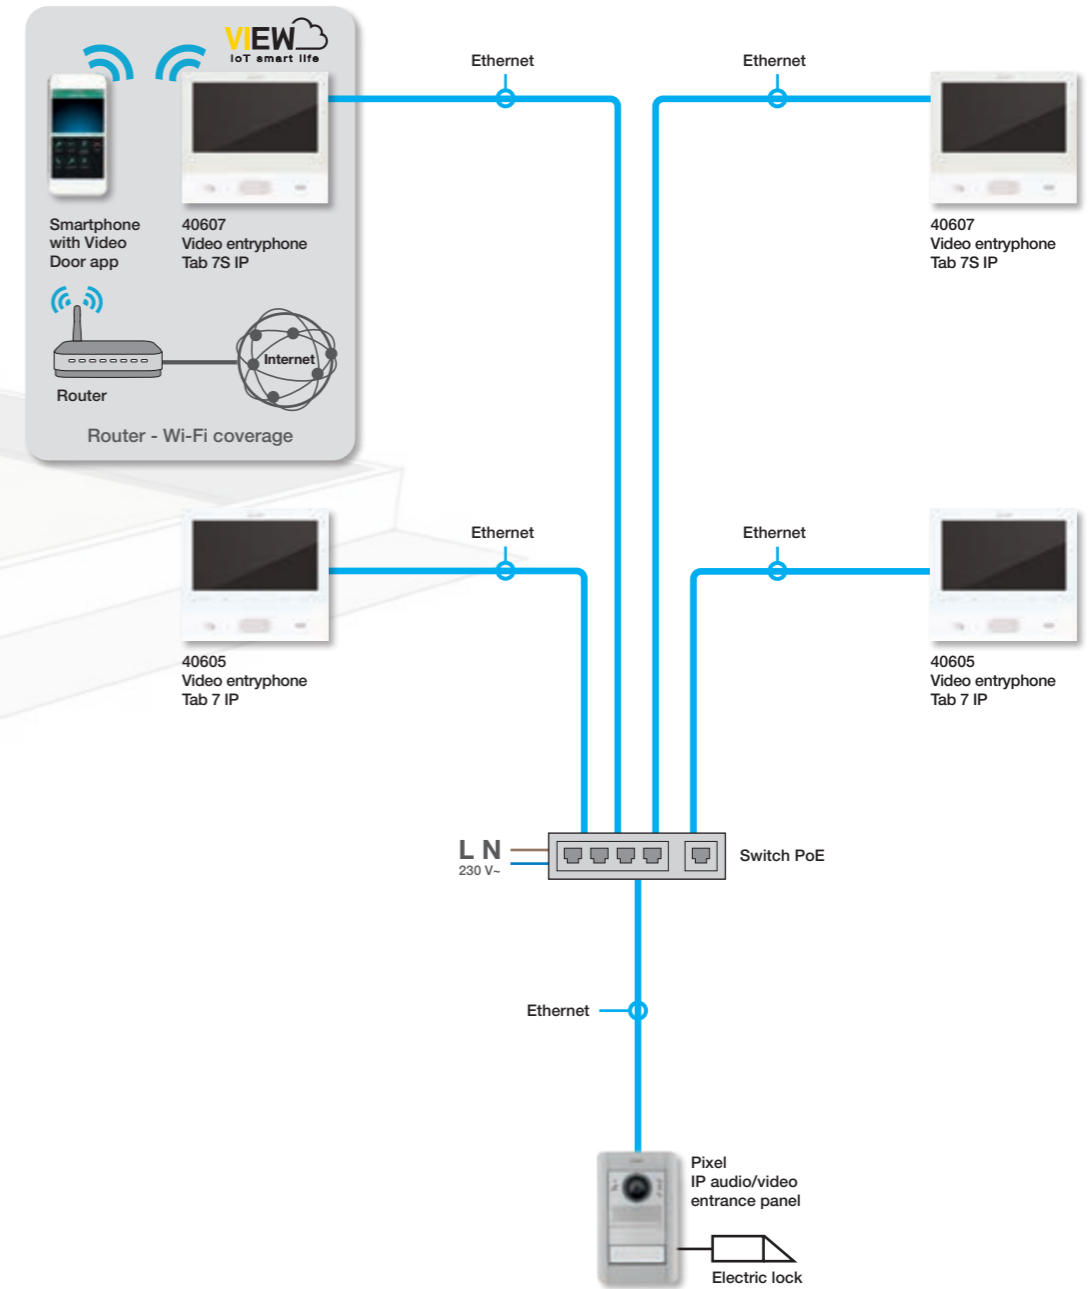 VIEW
IoT smart life
Ethernet
Ethernet
Smartphone
with Video
Door app
40607
Video entryphone
Tab 7S IP
40607
Video entryphone
Tab 7S IP
Internet
Router
Router - Wi-Fi coverage
Ethernet
Ethernet
40605
Video entryphone
Tab 7 IP
40605
Video entryphone
Tab 7 IP
L N
230 V~
Switch PoE
Ethernet
Pixel
IP audio/video
entrance panel
Electric lock